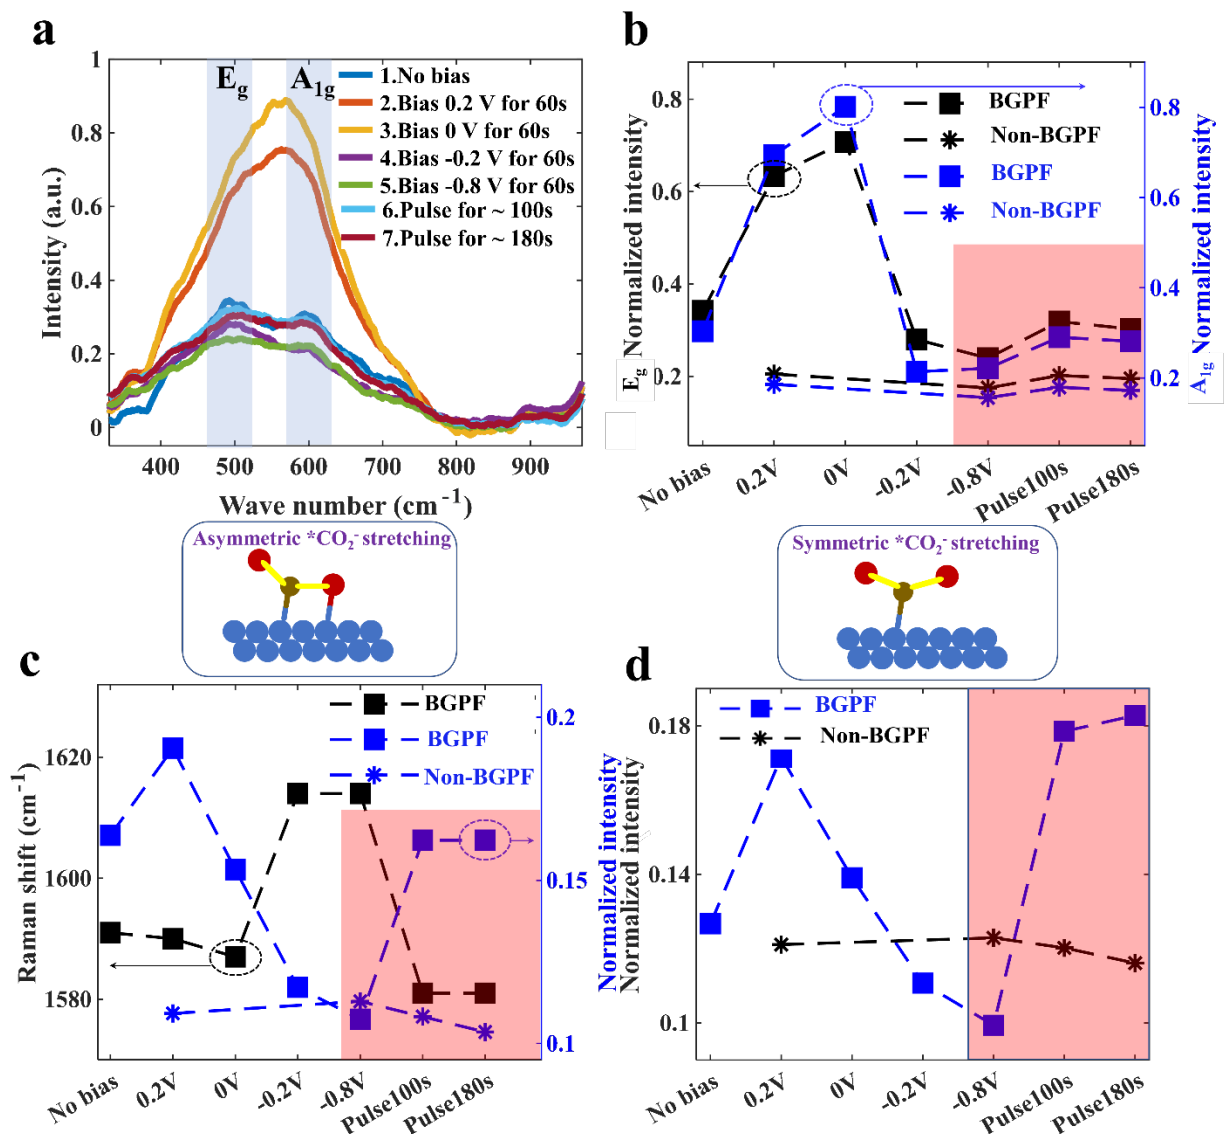 a
1
0.8
0.6
0.4
0.2
0
Intensity (a.u.)
E_g
A_1g
1.No bias
2.Bias 0.2 V for 60s
3.Bias 0 V for 60s
4.Bias -0.2 V for 60s
5.Bias -0.8 V for 60s
6.Pulse for ~ 100s
7.Pulse for ~ 180s
400 500 600 700 800 900
Wave number (cm⁻¹)
b
0.8
0.6
0.4
0.2
E_g Normalized intensity
BGPF
Non-BGPF
BGPF
Non-BGPF
0.8
0.6
0.4
0.2
A_1g Normalized intensity
No bias 0.2V 0V -0.2V -0.8V Pulse100s Pulse180s
Asymmetric *CO₂⁻ stretching
Symmetric *CO₂⁻ stretching
c
1620
1600
1580
Raman shift (cm⁻¹)
BGPF
BGPF
Non-BGPF
0.2
0.15
0.1
Normalized intensity
No bias 0.2V 0V -0.2V -0.8V Pulse100s Pulse180s
d
Normalized intensity
0.18
0.14
0.1
BGPF
Non-BGPF
No bias 0.2V 0V -0.2V -0.8V Pulse100s Pulse180s